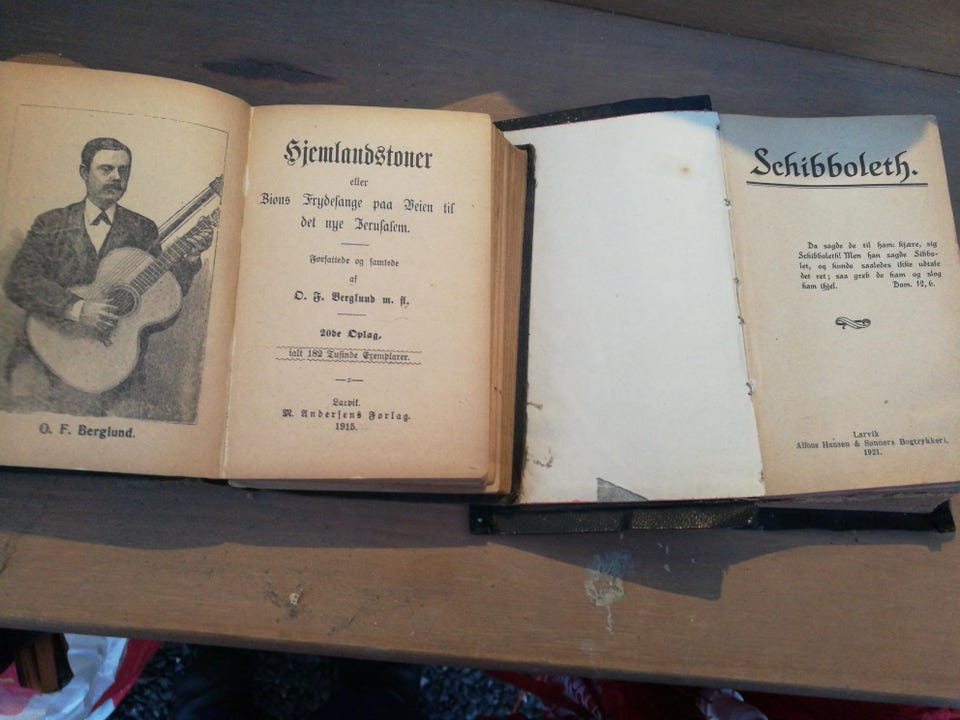 O. F. Berglund.
Hjemlandstoner
eller
Zions Frydesange paa Veien til
det nye Jerusalem.
Forfattede og samlede
af
O. F. Berglund m. fl.
20de Oplag,
ialt 182 Tusinde Exemplarer.
Larvik.
M. Andersens Forlag.
1915.
Schibboleth.
Da sagde de til ham: kjære, sig
Schibboleth! Men han sagde Sibbo-
let, og kunde saaledes ikke udtale
det ret; saa greb de ham og slog
ham ihjel. Dom. 12, 6.
Larvik
Alfons Hansen & Sønners Bogtrykkeri.
1921.